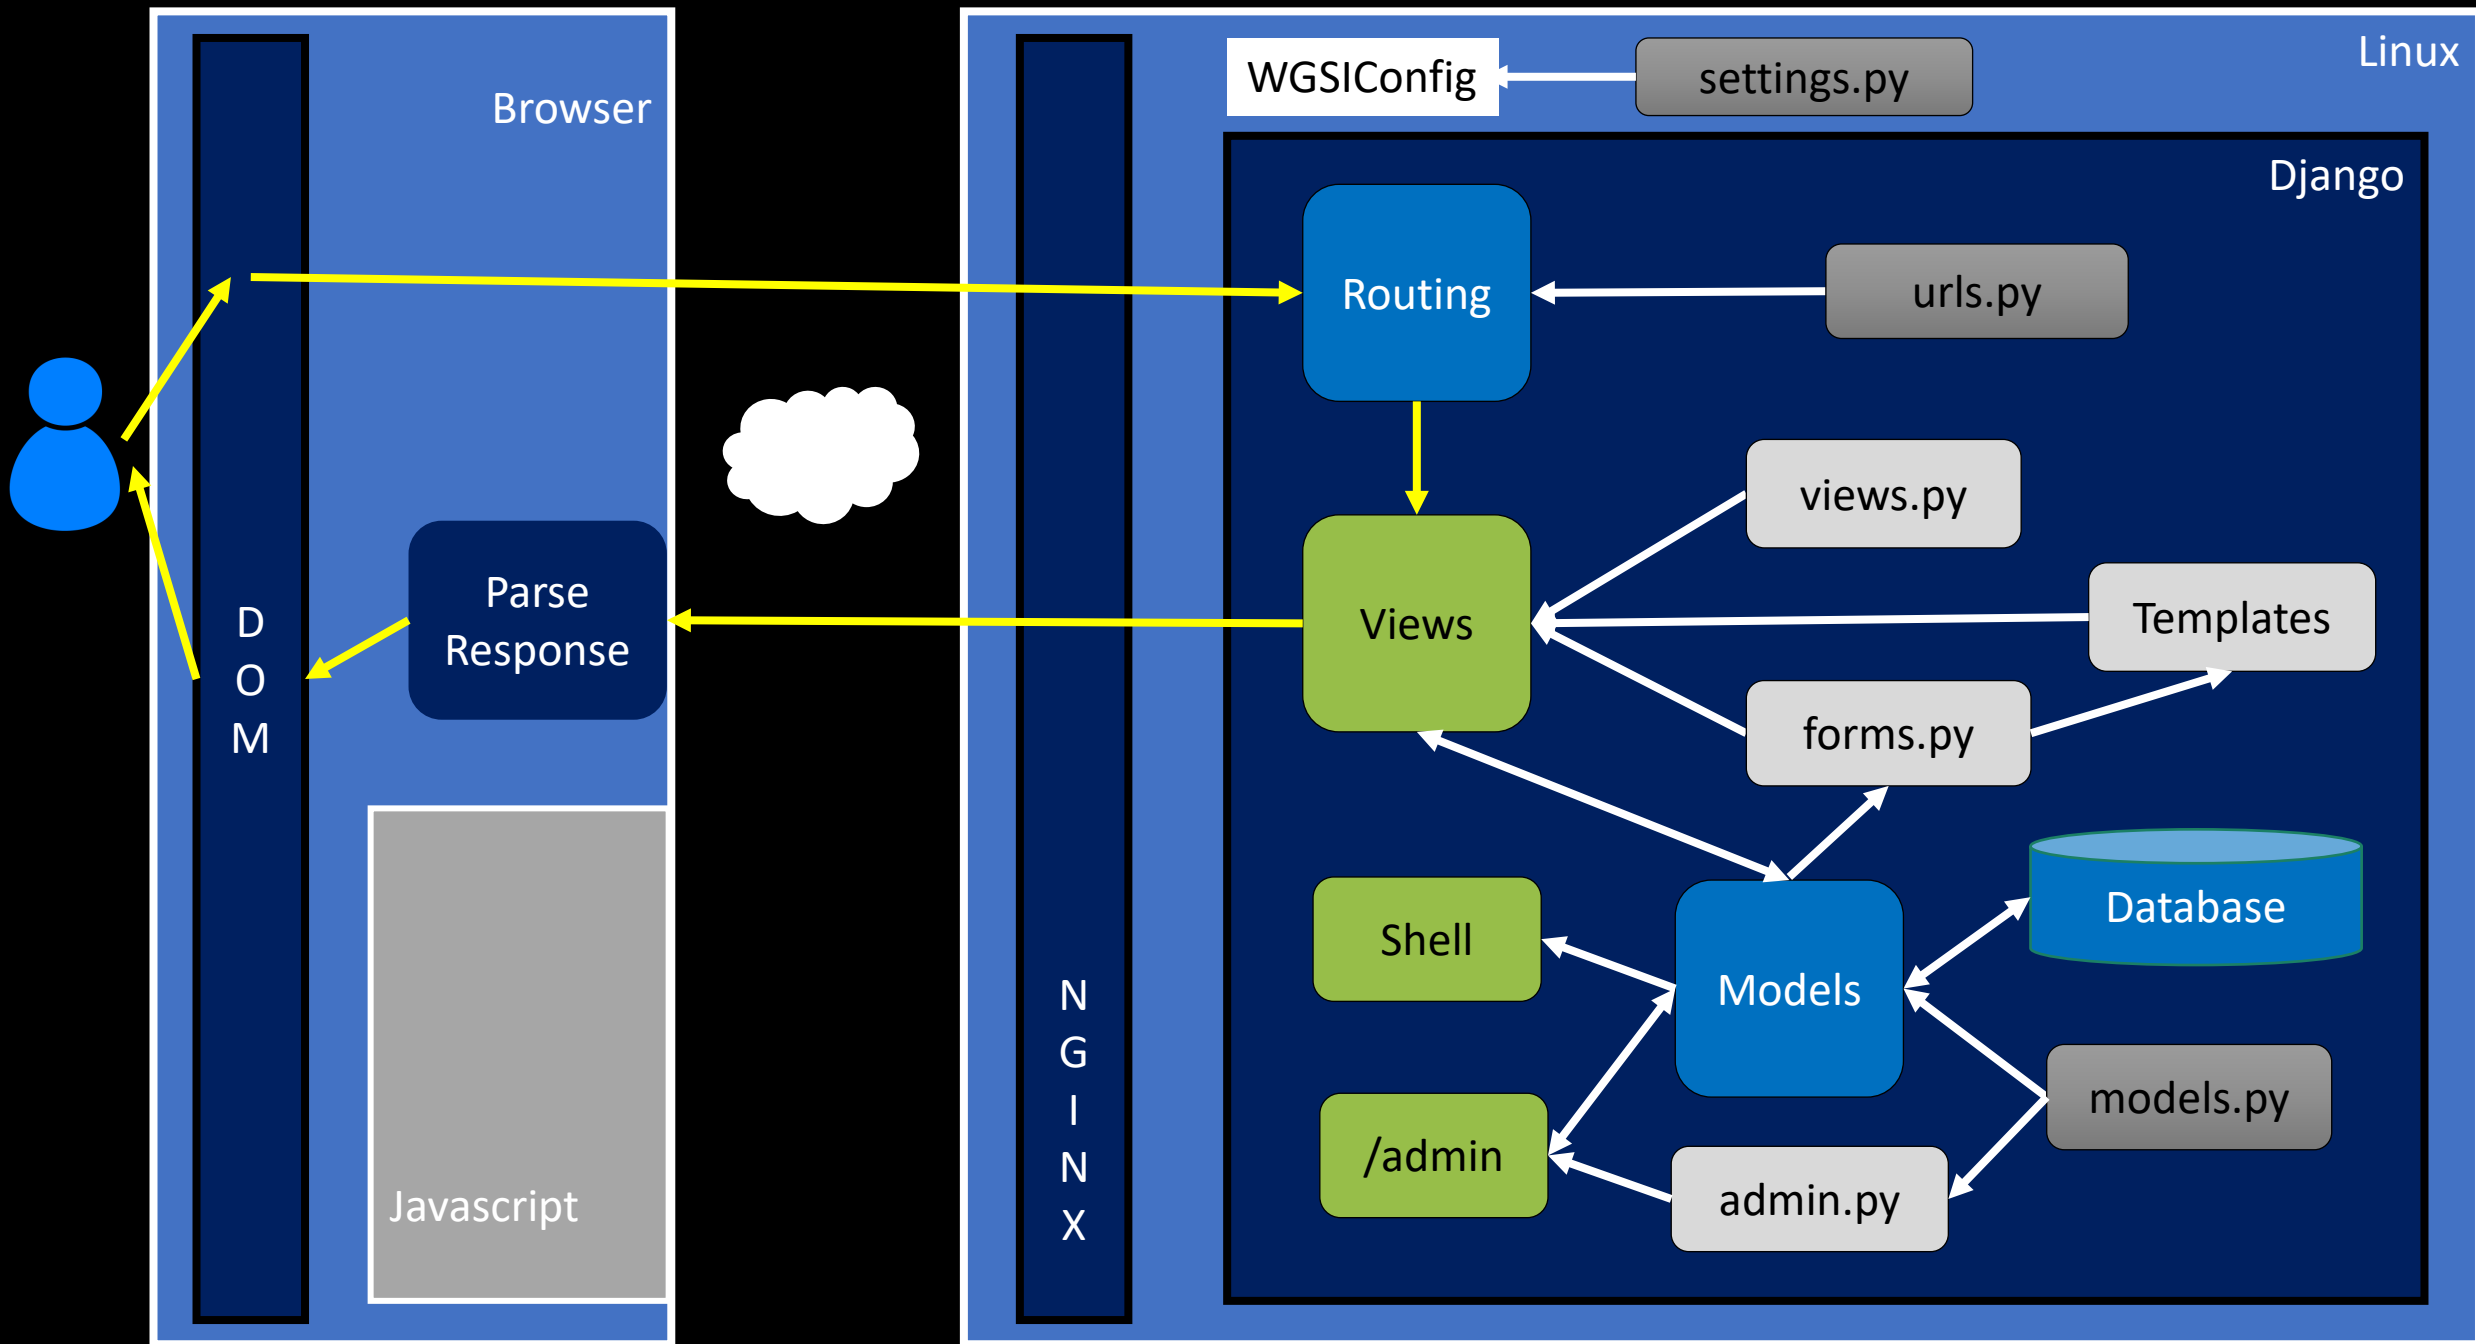 Browser
D
O
M
Parse
Response
Javascript
N
G
I
N
X
Linux
WGSIConfig
settings.py
Django
Routing
urls.py
views.py
Views
Templates
forms.py
Shell
Models
Database
/admin
admin.py
models.py